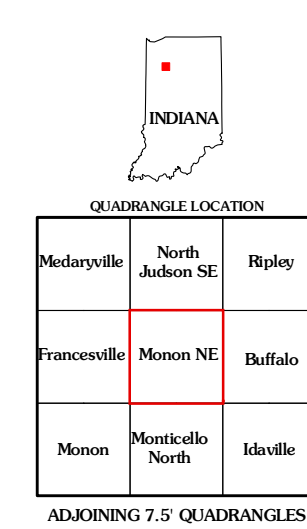 INDIANA
QUADRANGLE LOCATION
Medaryville
North
Judson SE
Ripley
Francesville
Monon NE
Buffalo
Monon
Monticello
North
Idaville
ADJOINING 7.5' QUADRANGLES